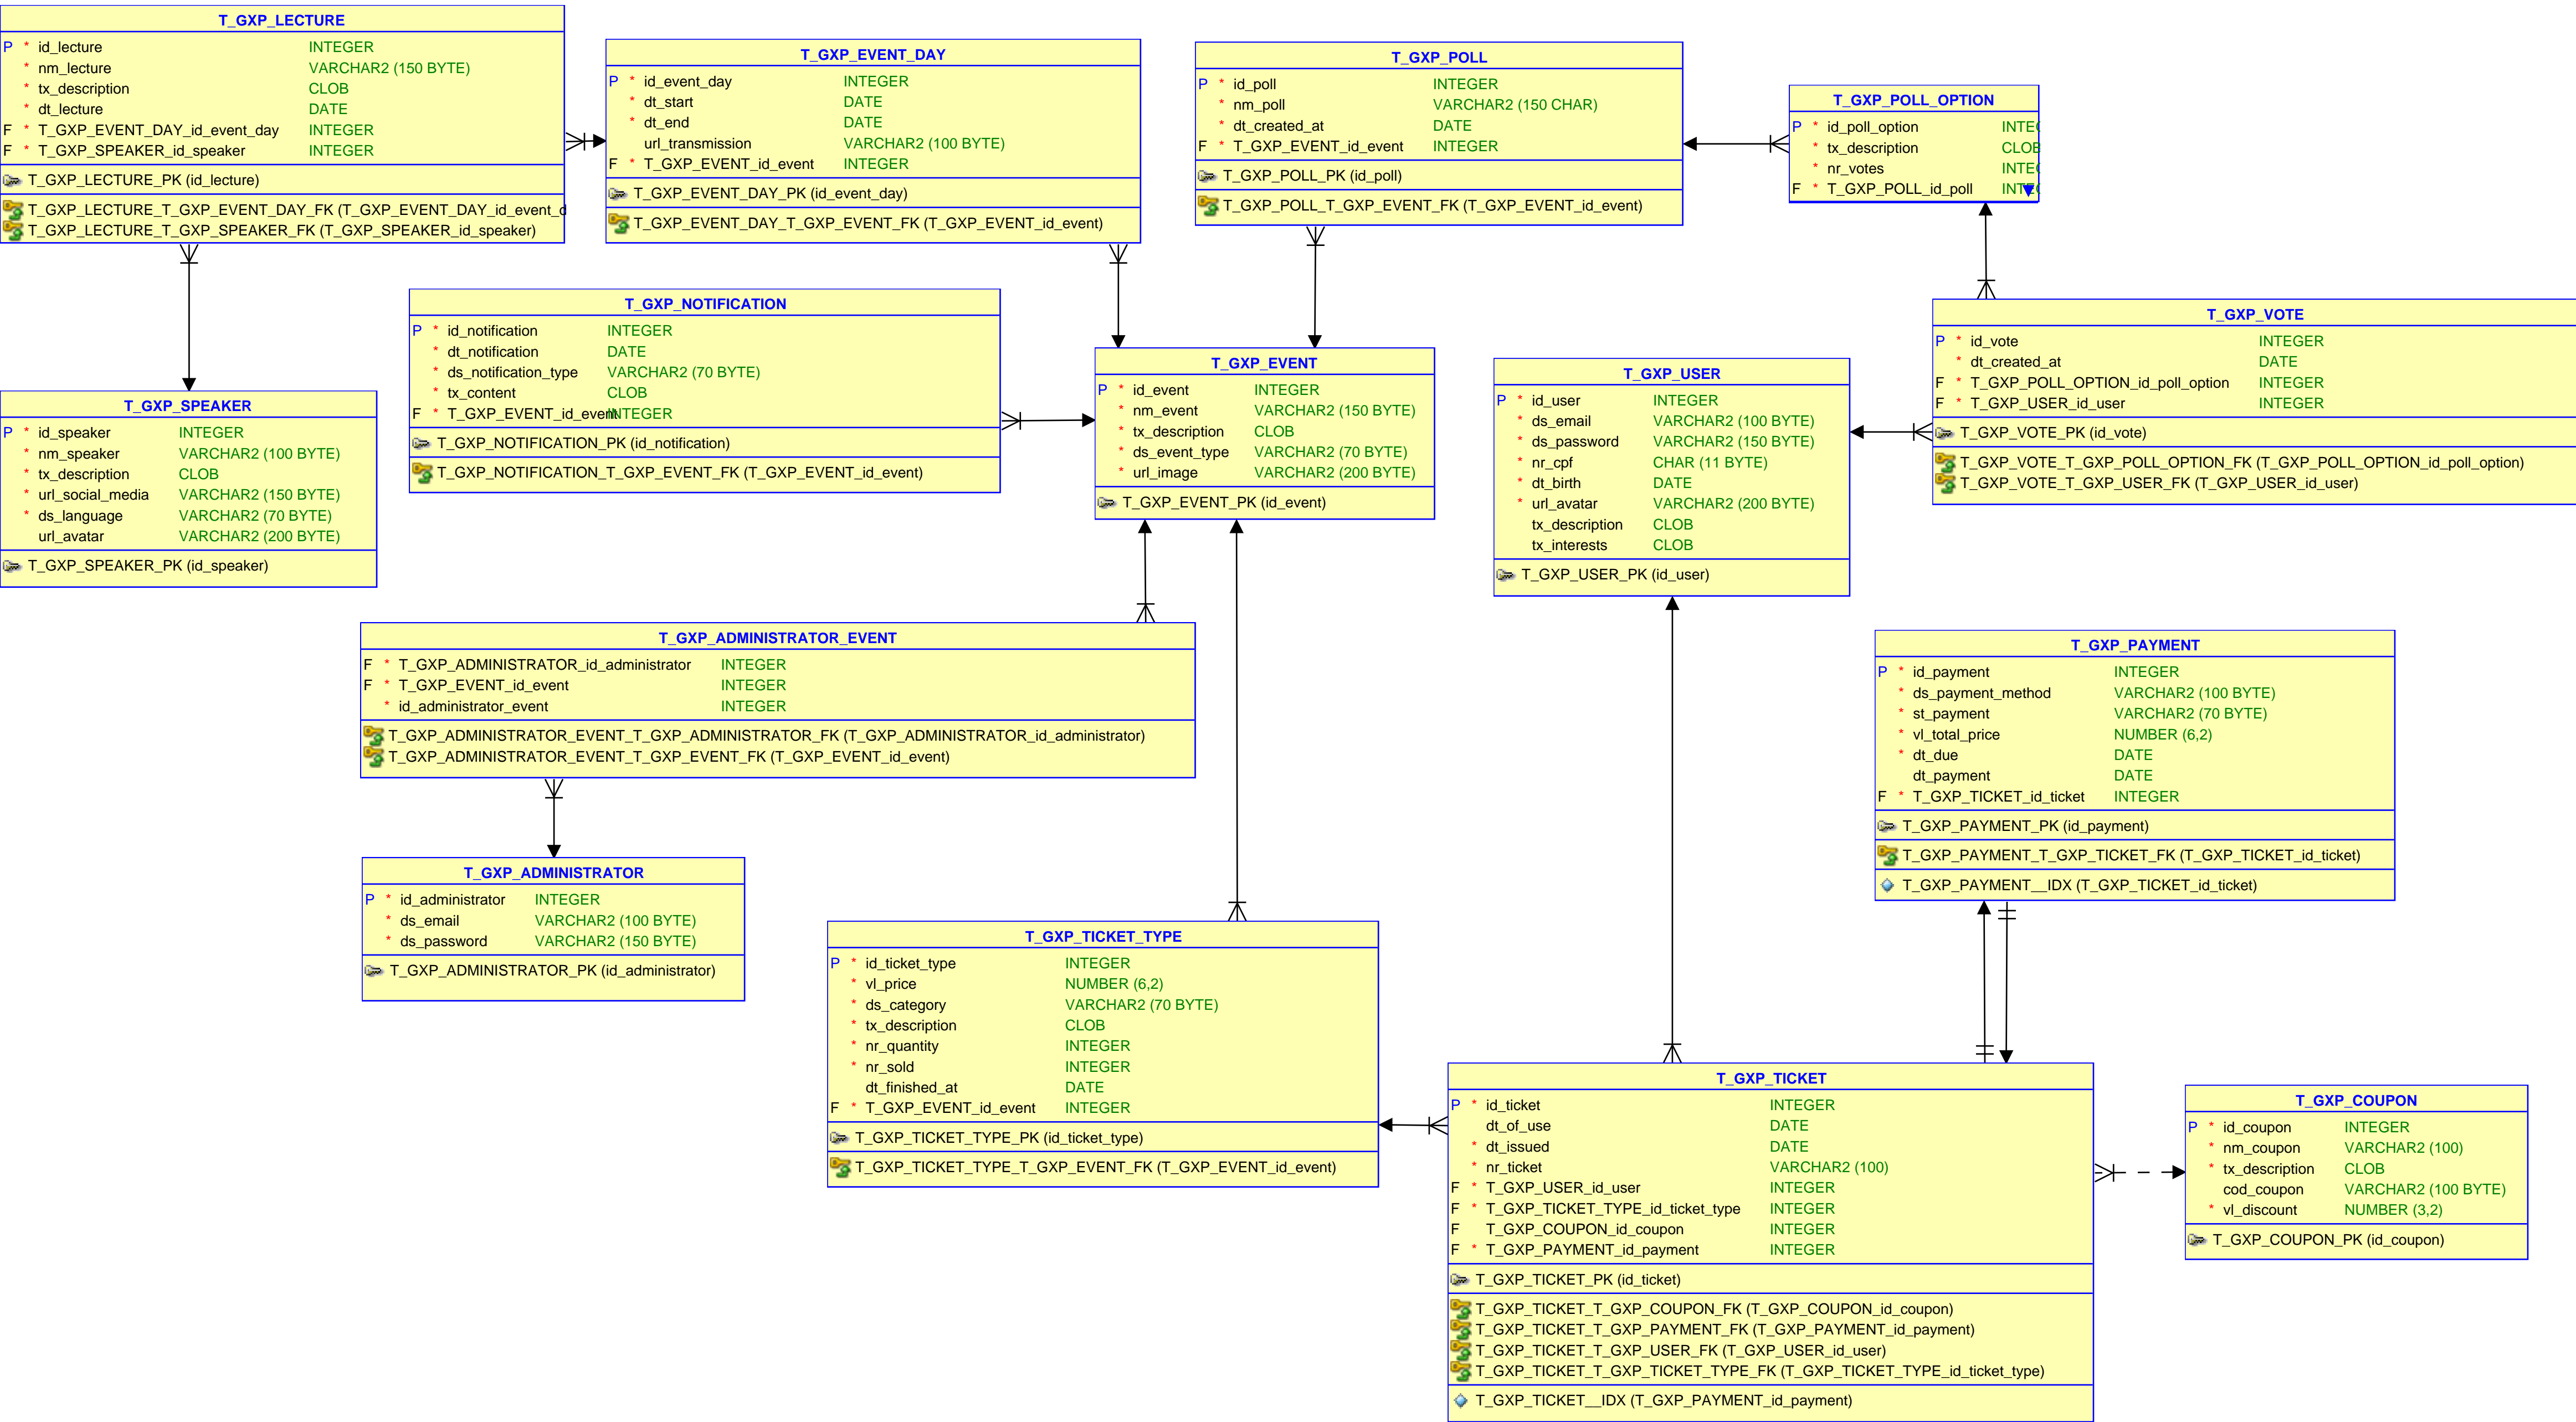 T_GXP_LECTURE
P * id_lecture INTEGER
* nm_lecture VARCHAR2 (150 BYTE)
* tx_description CLOB
* dt_lecture DATE
F * T_GXP_EVENT_DAY_id_event_day INTEGER
F * T_GXP_SPEAKER_id_speaker INTEGER
T_GXP_LECTURE_PK (id_lecture)
T_GXP_LECTURE_T_GXP_EVENT_DAY_FK (T_GXP_EVENT_DAY_id_event_d
T_GXP_LECTURE_T_GXP_SPEAKER_FK (T_GXP_SPEAKER_id_speaker)
T_GXP_EVENT_DAY
P * id_event_day INTEGER
* dt_start DATE
* dt_end DATE
url_transmission VARCHAR2 (100 BYTE)
F * T_GXP_EVENT_id_event INTEGER
T_GXP_EVENT_DAY_PK (id_event_day)
T_GXP_EVENT_DAY_T_GXP_EVENT_FK (T_GXP_EVENT_id_event)
T_GXP_POLL
P * id_poll INTEGER
* nm_poll VARCHAR2 (150 CHAR)
* dt_created_at DATE
F * T_GXP_EVENT_id_event INTEGER
T_GXP_POLL_PK (id_poll)
T_GXP_POLL_T_GXP_EVENT_FK (T_GXP_EVENT_id_event)
T_GXP_POLL_OPTION
P * id_poll_option INTE
* tx_description CLOB
* nr_votes INTE
F * T_GXP_POLL_id_poll INTE
T_GXP_NOTIFICATION
P * id_notification INTEGER
* dt_notification DATE
* ds_notification_type VARCHAR2 (70 BYTE)
* tx_content CLOB
F * T_GXP_EVENT_id_event INTEGER
T_GXP_NOTIFICATION_PK (id_notification)
T_GXP_NOTIFICATION_T_GXP_EVENT_FK (T_GXP_EVENT_id_event)
T_GXP_EVENT
P * id_event INTEGER
* nm_event VARCHAR2 (150 BYTE)
* tx_description CLOB
* ds_event_type VARCHAR2 (70 BYTE)
* url_image VARCHAR2 (200 BYTE)
T_GXP_EVENT_PK (id_event)
T_GXP_USER
P * id_user INTEGER
* ds_email VARCHAR2 (100 BYTE)
* ds_password VARCHAR2 (150 BYTE)
* nr_cpf CHAR (11 BYTE)
* dt_birth DATE
* url_avatar VARCHAR2 (200 BYTE)
tx_description CLOB
tx_interests CLOB
T_GXP_USER_PK (id_user)
T_GXP_VOTE
P * id_vote INTEGER
* dt_created_at DATE
F * T_GXP_POLL_OPTION_id_poll_option INTEGER
F * T_GXP_USER_id_user INTEGER
T_GXP_VOTE_PK (id_vote)
T_GXP_VOTE_T_GXP_POLL_OPTION_FK (T_GXP_POLL_OPTION_id_poll_option)
T_GXP_VOTE_T_GXP_USER_FK (T_GXP_USER_id_user)
T_GXP_SPEAKER
P * id_speaker INTEGER
* nm_speaker VARCHAR2 (100 BYTE)
* tx_description CLOB
* url_social_media VARCHAR2 (150 BYTE)
* ds_language VARCHAR2 (70 BYTE)
url_avatar VARCHAR2 (200 BYTE)
T_GXP_SPEAKER_PK (id_speaker)
T_GXP_ADMINISTRATOR_EVENT
F * T_GXP_ADMINISTRATOR_id_administrator INTEGER
F * T_GXP_EVENT_id_event INTEGER
* id_administrator_event INTEGER
T_GXP_ADMINISTRATOR_EVENT_T_GXP_ADMINISTRATOR_FK (T_GXP_ADMINISTRATOR_id_administrator)
T_GXP_ADMINISTRATOR_EVENT_T_GXP_EVENT_FK (T_GXP_EVENT_id_event)
T_GXP_PAYMENT
P * id_payment INTEGER
* ds_payment_method VARCHAR2 (100 BYTE)
* st_payment VARCHAR2 (70 BYTE)
* vl_total_price NUMBER (6,2)
* dt_due DATE
dt_payment DATE
F * T_GXP_TICKET_id_ticket INTEGER
T_GXP_PAYMENT_PK (id_payment)
T_GXP_PAYMENT_T_GXP_TICKET_FK (T_GXP_TICKET_id_ticket)
T_GXP_PAYMENT__IDX (T_GXP_TICKET_id_ticket)
T_GXP_ADMINISTRATOR
P * id_administrator INTEGER
* ds_email VARCHAR2 (100 BYTE)
* ds_password VARCHAR2 (150 BYTE)
T_GXP_ADMINISTRATOR_PK (id_administrator)
T_GXP_TICKET_TYPE
P * id_ticket_type INTEGER
* vl_price NUMBER (6,2)
* ds_category VARCHAR2 (70 BYTE)
* tx_description CLOB
* nr_quantity INTEGER
* nr_sold INTEGER
dt_finished_at DATE
F * T_GXP_EVENT_id_event INTEGER
T_GXP_TICKET_TYPE_PK (id_ticket_type)
T_GXP_TICKET_TYPE_T_GXP_EVENT_FK (T_GXP_EVENT_id_event)
T_GXP_TICKET
P * id_ticket INTEGER
dt_of_use DATE
* dt_issued DATE
* nr_ticket VARCHAR2 (100)
F * T_GXP_USER_id_user INTEGER
F * T_GXP_TICKET_TYPE_id_ticket_type INTEGER
F T_GXP_COUPON_id_coupon INTEGER
F * T_GXP_PAYMENT_id_payment INTEGER
T_GXP_TICKET_PK (id_ticket)
T_GXP_TICKET_T_GXP_COUPON_FK (T_GXP_COUPON_id_coupon)
T_GXP_TICKET_T_GXP_PAYMENT_FK (T_GXP_PAYMENT_id_payment)
T_GXP_TICKET_T_GXP_USER_FK (T_GXP_USER_id_user)
T_GXP_TICKET_T_GXP_TICKET_TYPE_FK (T_GXP_TICKET_TYPE_id_ticket_type)
T_GXP_TICKET__IDX (T_GXP_PAYMENT_id_payment)
T_GXP_COUPON
P * id_coupon INTEGER
* nm_coupon VARCHAR2 (100)
* tx_description CLOB
cod_coupon VARCHAR2 (100 BYTE)
* vl_discount NUMBER (3,2)
T_GXP_COUPON_PK (id_coupon)